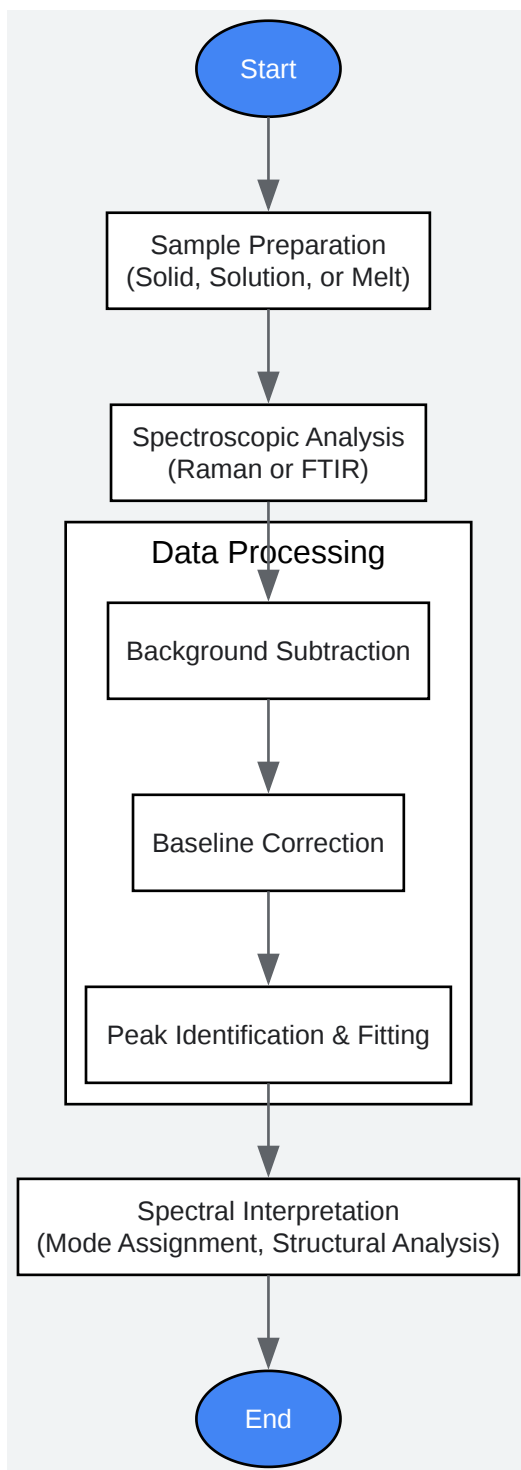 Start
Sample Preparation
(Solid, Solution, or Melt)
Spectroscopic Analysis
(Raman or FTIR)
Data Processing
Background Subtraction
Baseline Correction
Peak Identification & Fitting
Spectral Interpretation
(Mode Assignment, Structural Analysis)
End